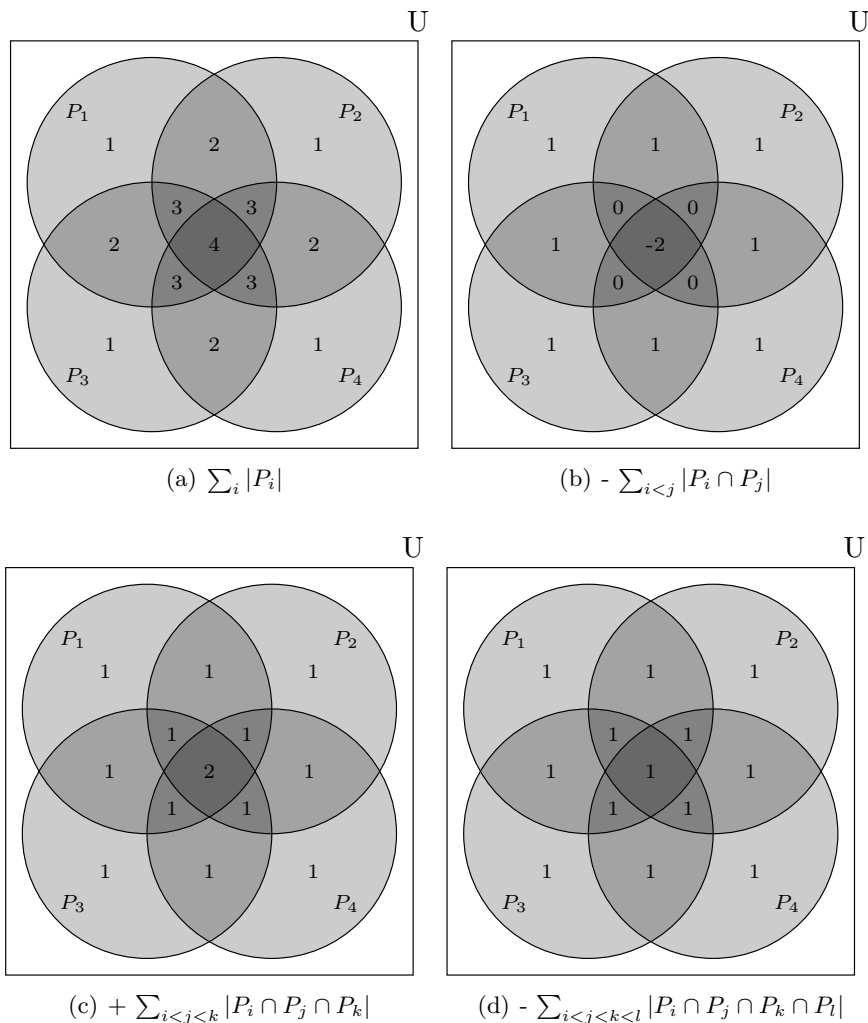 U U
P₁ P₂ P₁ P₂
1 2 1 1 1 1
3 3 0 0
2 4 2 1 -2 1
3 3 0 0
1 2 1 1 1 1
P₃ P₄ P₃ P₄
(a) ∑ᵢ |Pᵢ| (b) - ∑_{i<j} |Pᵢ ∩ Pⱼ|
U U
P₁ P₂ P₁ P₂
1 1 1 1 1 1
1 1 1 1
1 2 1 1 1 1
1 1 1 1
1 1 1 1 1 1
P₃ P₄ P₃ P₄
(c) + ∑_{i<j<k} |Pᵢ ∩ Pⱼ ∩ Pₖ| (d) - ∑_{i<j<k<l} |Pᵢ ∩ Pⱼ ∩ Pₖ ∩ Pₗ|